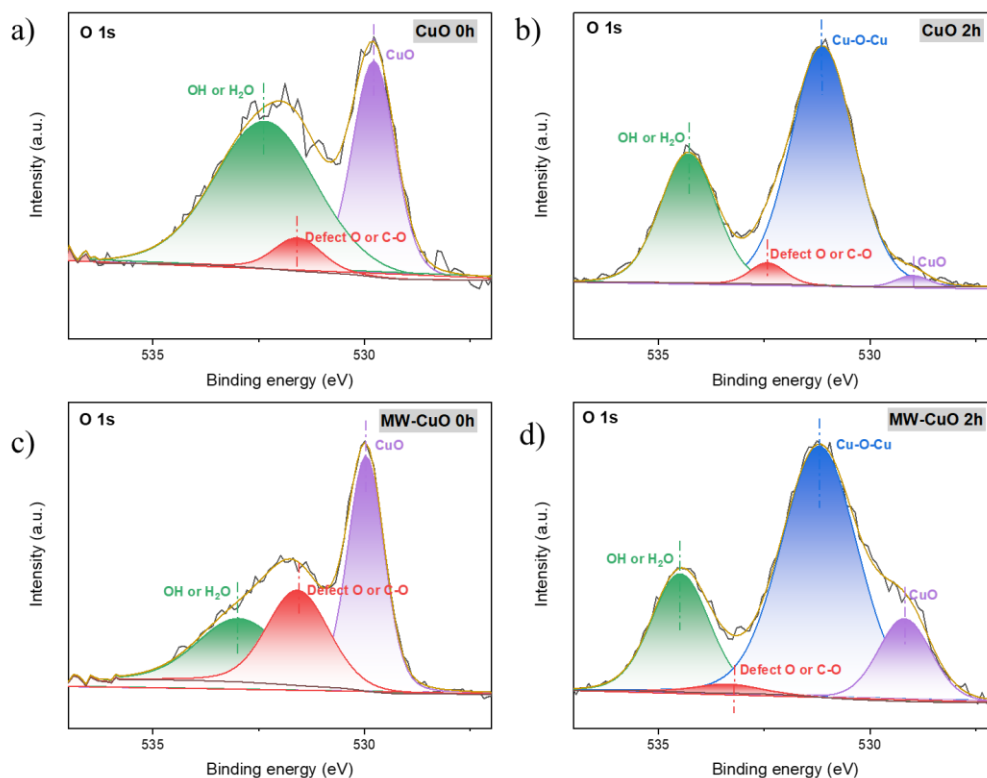 a)
O 1s
CuO 0h
CuO
OH or H₂O
Defect O or C-O
Intensity (a.u.)
535
530
Binding energy (eV)
b)
O 1s
CuO 2h
Cu-O-Cu
OH or H₂O
Defect O or C-O
CuO
Intensity (a.u.)
535
530
Binding energy (eV)
c)
O 1s
MW-CuO 0h
CuO
OH or H₂O
Defect O or C-O
Intensity (a.u.)
535
530
Binding energy (eV)
d)
O 1s
MW-CuO 2h
Cu-O-Cu
OH or H₂O
CuO
Defect O or C-O
Intensity (a.u.)
535
530
Binding energy (eV)